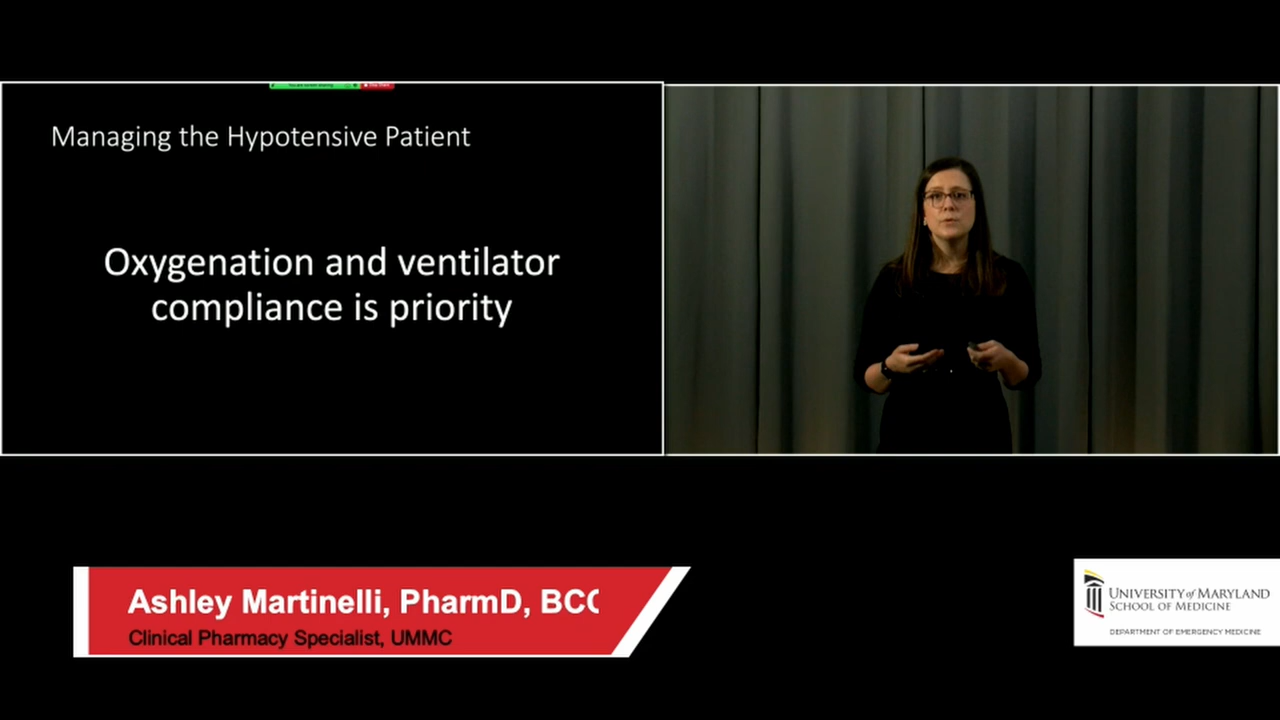 Managing the Hypotensive Patient
Oxygenation and ventilator
compliance is priority
Ashley Martinelli, PharmD, BCC
Clinical Pharmacy Specialist, UMMC
UNIVERSITY of MARYLAND
SCHOOL OF MEDICINE
DEPARTMENT OF EMERGENCY MEDICINE